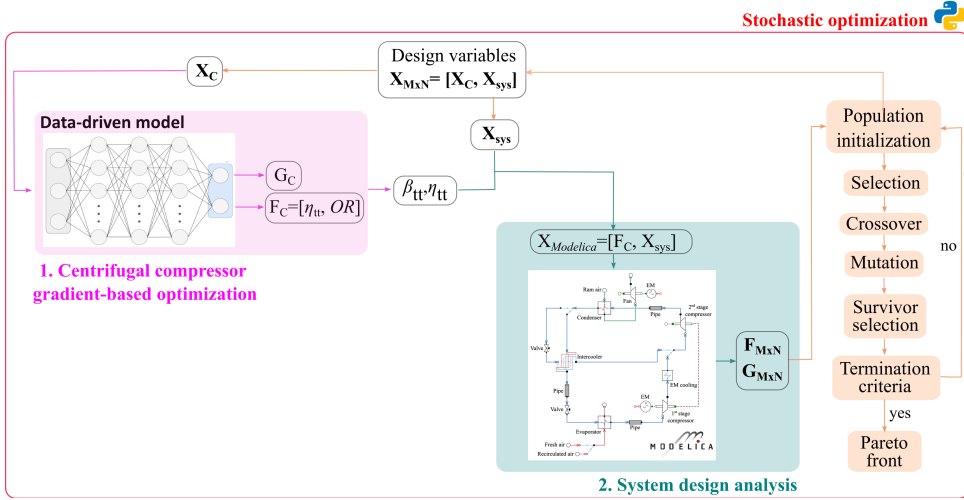 Stochastic optimization
Design variables
X_MxN= [X_C, X_sys]
X_C
X_sys
Data-driven model
G_C
F_C=[η_tt, OR]
β_tt,η_tt
1. Centrifugal compressor
gradient-based optimization
X_Modelica=[F_C, X_sys]
Ram air
EM
Fan
Condenser
Pipe
2nd stage
compressor
Valve
Intercooler
EM cooling
Pipe
Valve
EM
1st stage
compressor
Evaporator
Pipe
Fresh air
Recirculated air
MODELICA
F_MxN
G_MxN
2. System design analysis
Population
initialization
Selection
Crossover
Mutation
Survivor
selection
Termination
criteria
no
yes
Pareto
front